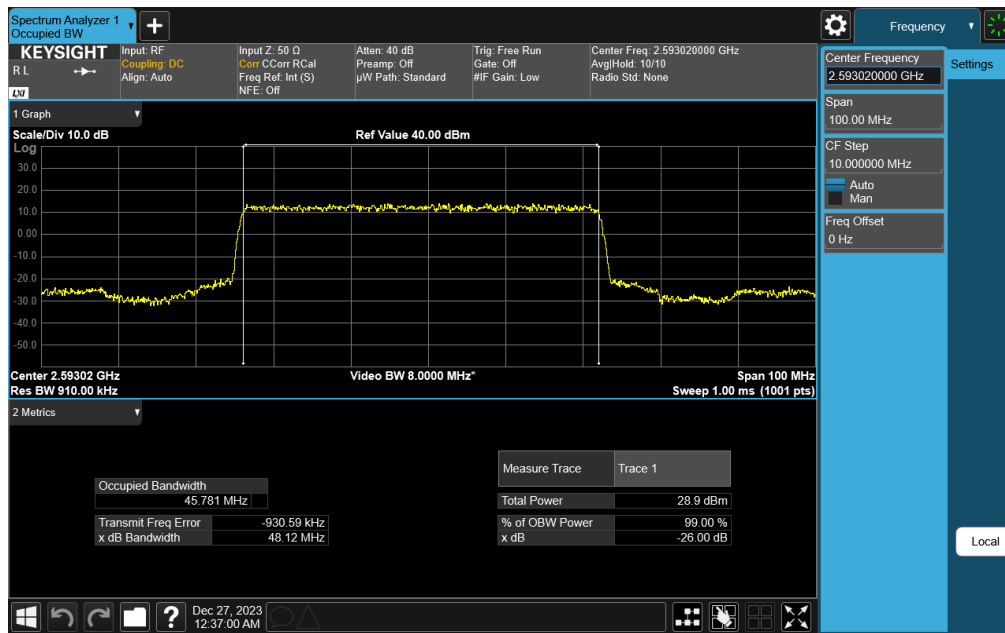 Spectrum Analyzer 1
Occupied BW
Frequency
KEYSIGHT
R L
LXI
Input: RF
Coupling: DC
Align: Auto
Input Z: 50 Ω
Corr CCorr RCal
Freq Ref: Int (S)
NFE: Off
Atten: 40 dB
Preamp: Off
µW Path: Standard
Trig: Free Run
Gate: Off
#IF Gain: Low
Center Freq: 2.593020000 GHz
Avg|Hold: 10/10
Radio Std: None
Center Frequency
2.593020000 GHz
Settings
Span
100.00 MHz
CF Step
10.000000 MHz
Auto
Man
Freq Offset
0 Hz
1 Graph
Scale/Div 10.0 dB
Ref Value 40.00 dBm
Log
30.0
20.0
10.0
0.00
-10.0
-20.0
-30.0
-40.0
-50.0
Center 2.59302 GHz
Video BW 8.0000 MHz*
Span 100 MHz
Res BW 910.00 kHz
Sweep 1.00 ms (1001 pts)
2 Metrics
Measure Trace Trace 1
Occupied Bandwidth
45.781 MHz
Total Power 28.9 dBm
Transmit Freq Error -930.59 kHz
% of OBW Power 99.00 %
x dB Bandwidth 48.12 MHz
x dB -26.00 dB
Local
?
Dec 27, 2023
12:37:00 AM